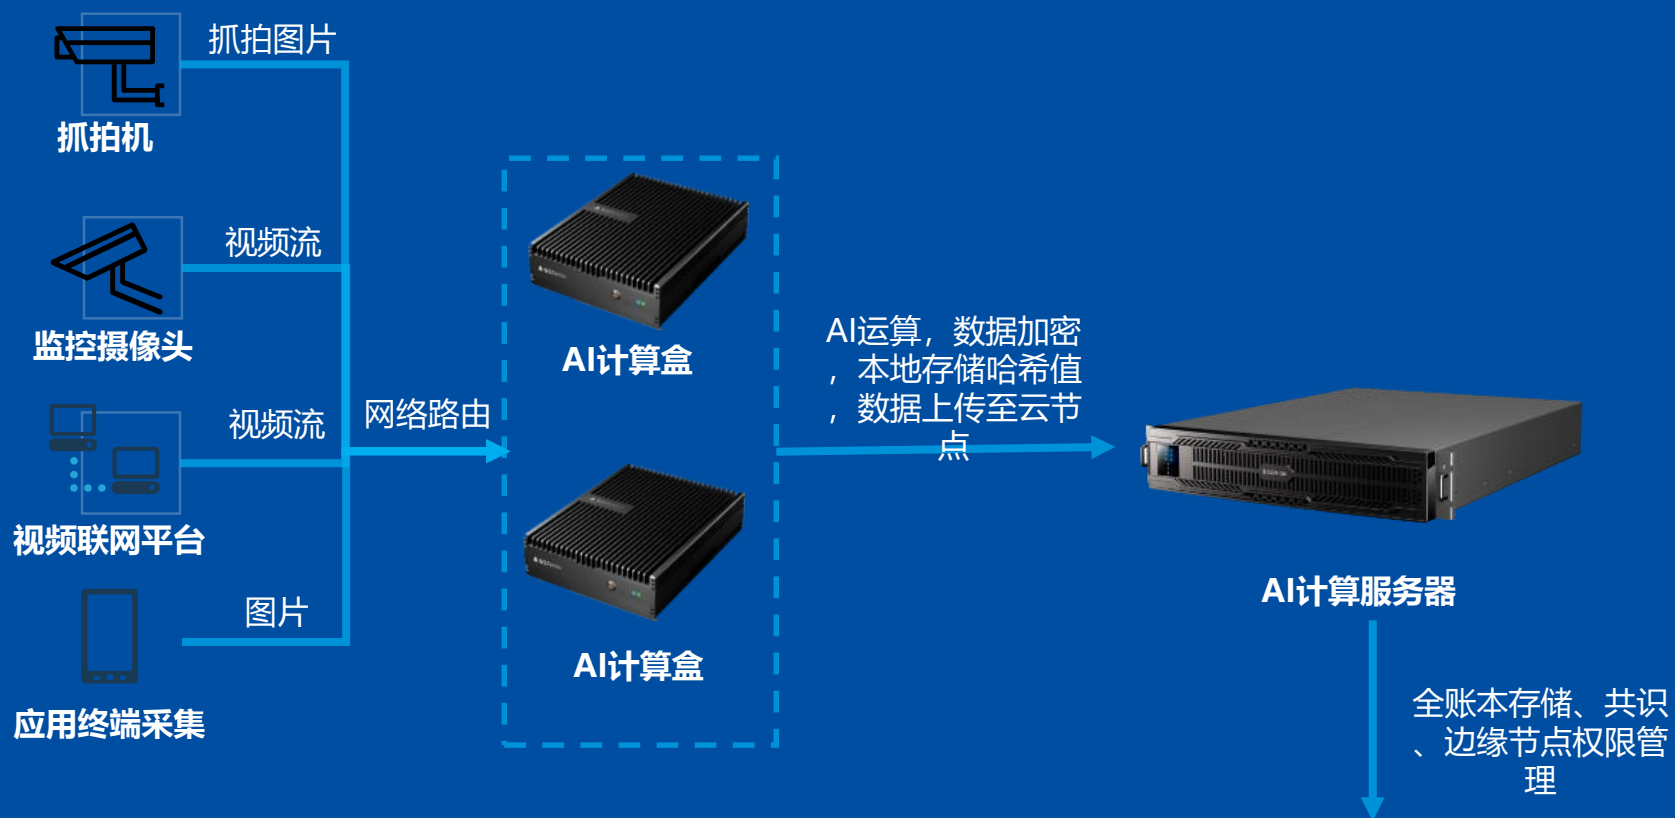 抓拍图片
抓拍机
视频流
监控摄像头
视频流
视频联网平台
图片
应用终端采集
网络路由
AI计算盒
AI计算盒
AI运算，数据加密
，本地存储哈希值
，数据上传至云节
点
AI计算服务器
全账本存储、共识
、边缘节点权限管
理